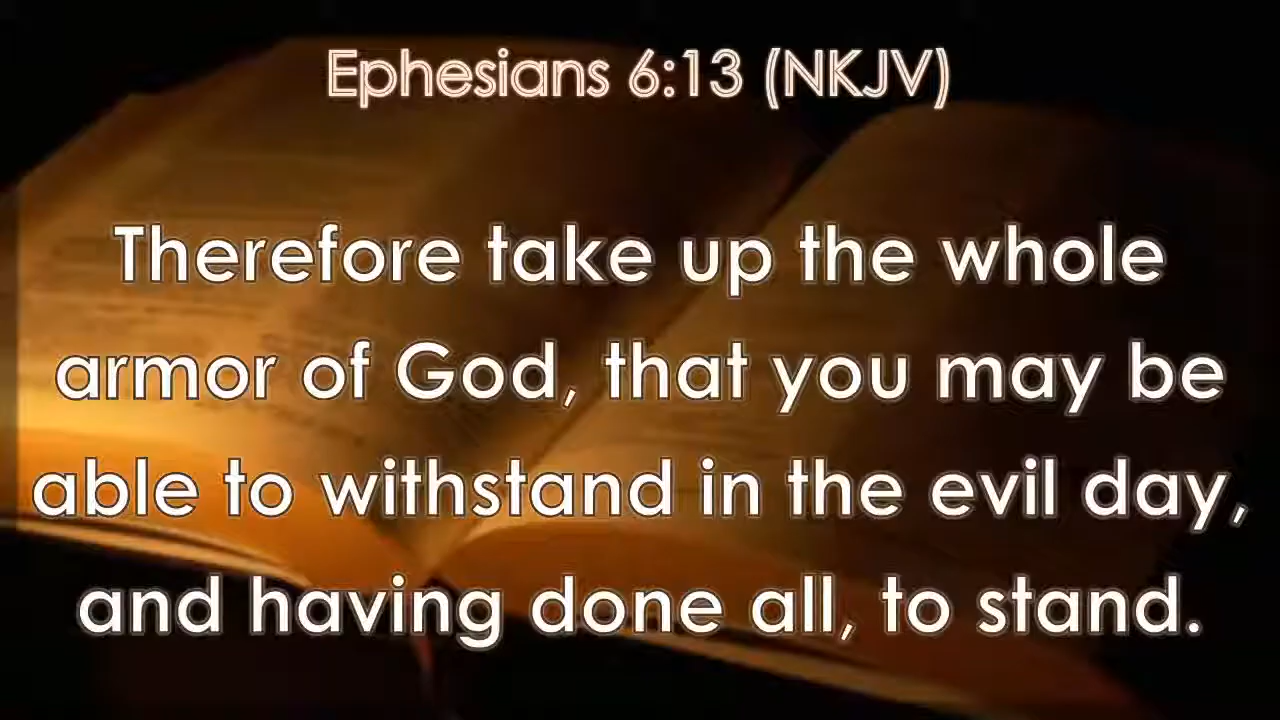 Ephesians 6:13 (NKJV)
Therefore take up the whole
armor of God, that you may be
able to withstand in the evil day,
and having done all, to stand.